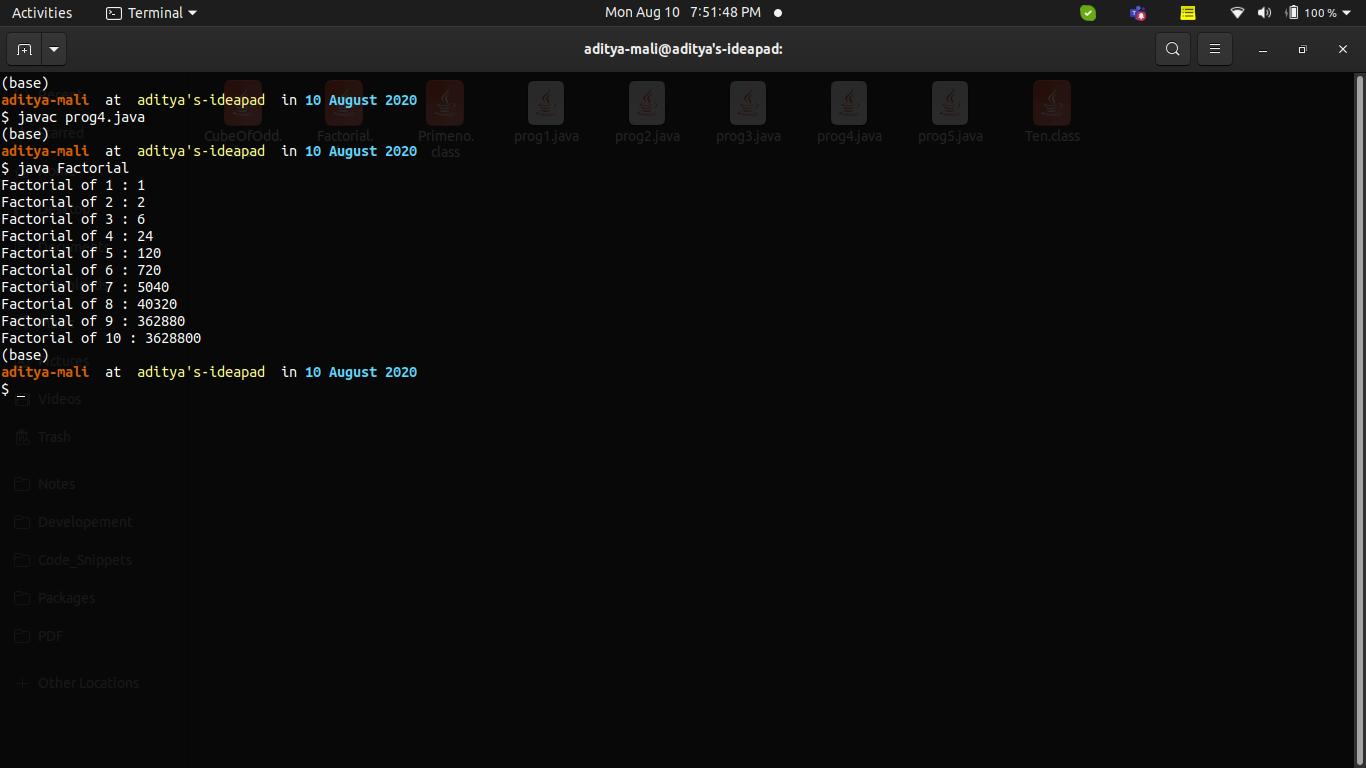 Activities Terminal Mon Aug 10 7:51:48 PM 100 %
aditya-mali@aditya's-ideapad:
(base)
aditya-mali at aditya's-ideapad in 10 August 2020
$ javac prog4.java
(base)
aditya-mali at aditya's-ideapad in 10 August 2020
$ java Factorial
Factorial of 1 : 1
Factorial of 2 : 2
Factorial of 3 : 6
Factorial of 4 : 24
Factorial of 5 : 120
Factorial of 6 : 720
Factorial of 7 : 5040
Factorial of 8 : 40320
Factorial of 9 : 362880
Factorial of 10 : 3628800
(base)
aditya-mali at aditya's-ideapad in 10 August 2020
$ _
CubeOfOdd. Factorial. Primeno. prog1.java prog2.java prog3.java prog4.java prog5.java Ten.class
class
Videos
Trash
Notes
Developement
Code_Snippets
Packages
PDF
Other Locations